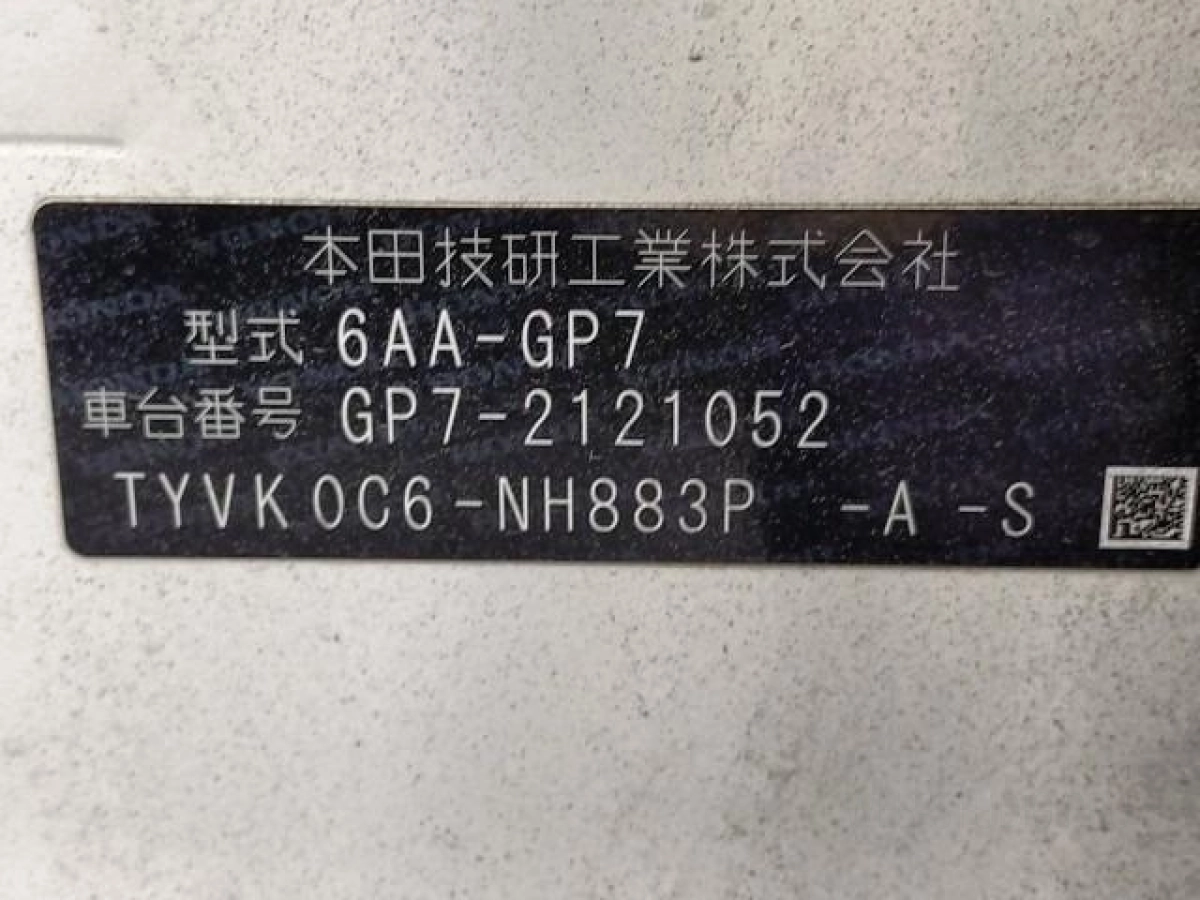 本田技研工業株式会社
型式 6AA-GP7
車台番号 GP7-2121052
TYVK0C6-NH883P -A -S